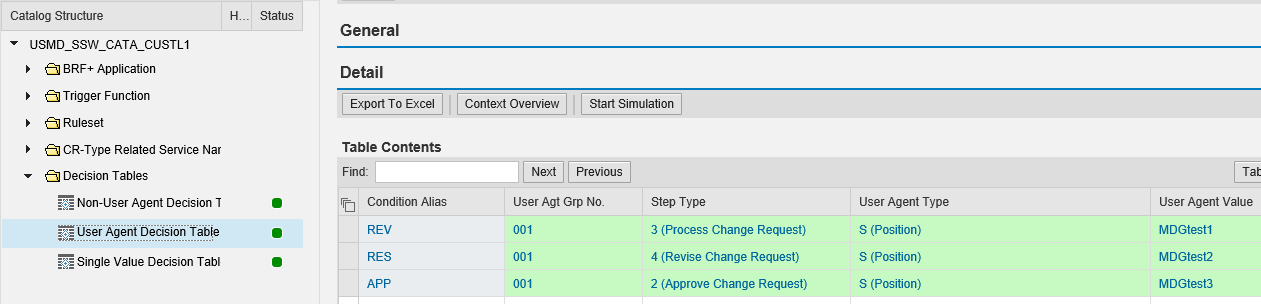 Catalog Structure H... Status
USMD_SSW_CATA_CUSTL1
BRF+ Application
Trigger Function
Ruleset
CR-Type Related Service Nar
Decision Tables
Non-User Agent Decision T
User Agent Decision Table
Single Value Decision Tabl
General
Detail
Export To Excel Context Overview Start Simulation
Table Contents
Find: Next Previous Tab
Condition Alias User Agt Grp No. Step Type User Agent Type User Agent Value
REV 001 3 (Process Change Request) S (Position) MDGtest1
RES 001 4 (Revise Change Request) S (Position) MDGtest2
APP 001 2 (Approve Change Request) S (Position) MDGtest3